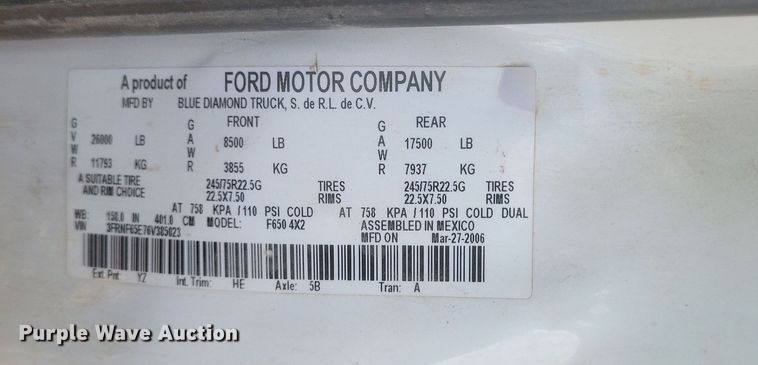 A product of FORD MOTOR COMPANY
MFD BY BLUE DIAMOND TRUCK, S. de R.L. de C.V.
GVWR 26000 LB 11793 KG
FRONT GAWR 8500 LB 3855 KG
REAR GAWR 17500 LB 7937 KG
A SUITABLE TIRE AND RIM CHOICE
245/75R22.5G TIRES 245/75R22.5G TIRES
22.5X7.50 RIMS 22.5X7.50 RIMS
AT 758 KPA / 110 PSI COLD AT 758 KPA / 110 PSI COLD DUAL
WB: 158.0 IN 401.0 CM MODEL: F650 4X2 ASSEMBLED IN MEXICO
VIN 3FRNF65E76V385023 MFD ON Mar-27-2006
Ext. Pnt: YZ Int. Trim: HE Axle: 5B Tran: A
Purple Wave Auction